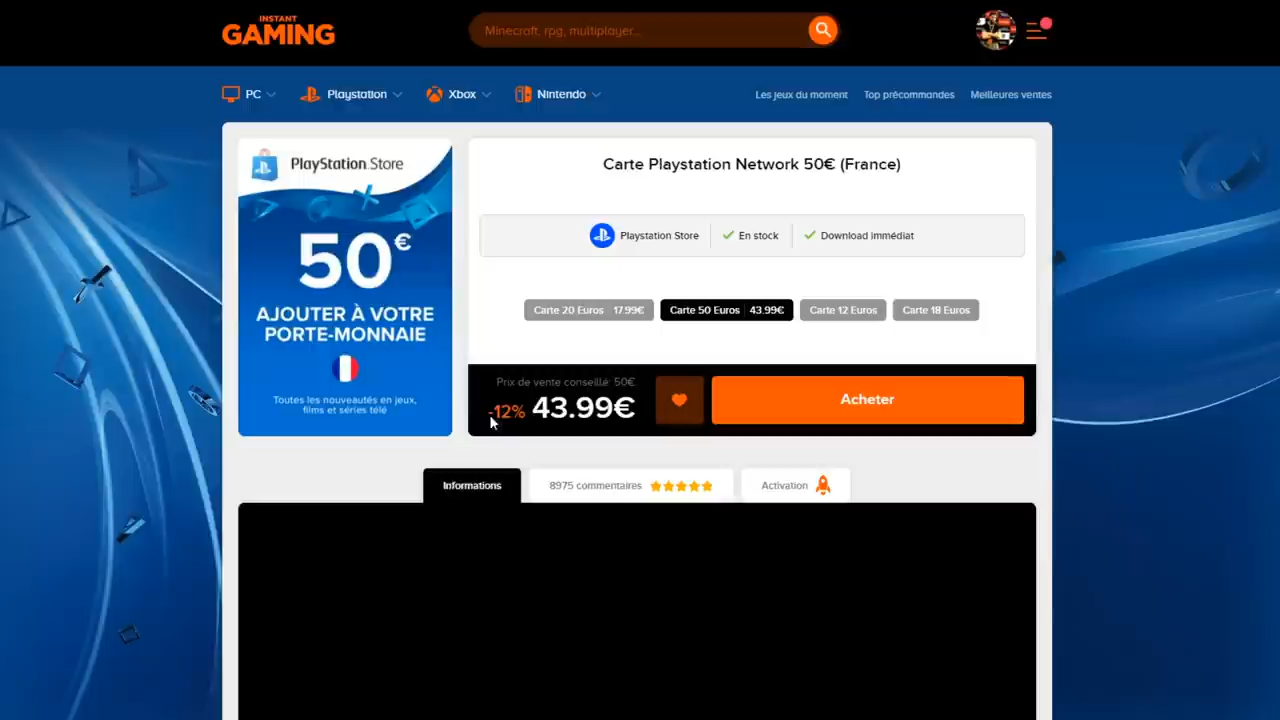 INSTANT
GAMING
Minecraft, rpg, multiplayer...
PC
Playstation
Xbox
Nintendo
Les jeux du moment
Top précommandes
Meilleures ventes
PlayStation.Store
50€
AJOUTER À VOTRE
PORTE-MONNAIE
Toutes les nouveautés en jeux,
films et séries télé
Carte Playstation Network 50€ (France)
Playstation Store
En stock
Download immédiat
Carte 20 Euros 17.99€
Carte 50 Euros 43.99€
Carte 12 Euros
Carte 18 Euros
Prix de vente conseillé 50€
-12% 43.99€
Acheter
Informations
8975 commentaires
Activation